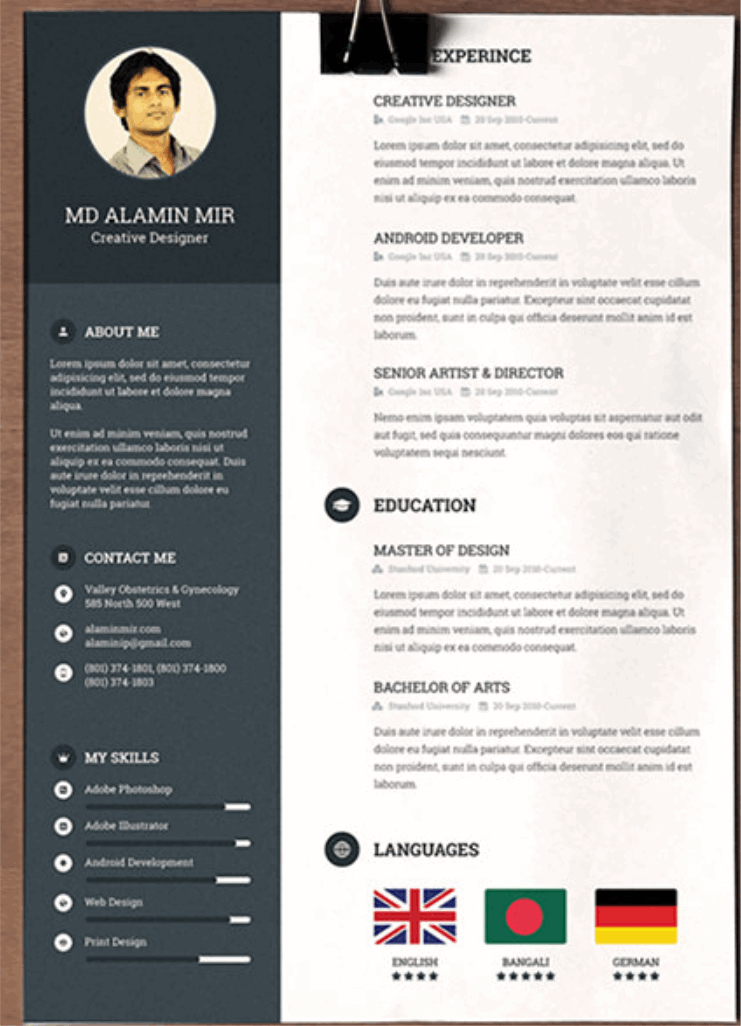 MD ALAMIN MIR
Creative Designer
ABOUT ME
Lorem ipsum dolor sit amet, consectetur
adipisicing elit, sed do eiusmod tempor
incididunt ut labore et dolore magna
aliqua.
Ut enim ad minim veniam, quis nostrud
exercitation ullamco laboris nisi ut
aliquip ex ea commodo consequat. Duis
aute irure dolor in reprehenderit in
voluptate velit esse cillum dolore eu
fugiat nulla pariatur.
CONTACT ME
Valley Obstetrics & Gynecology
585 North 500 West
alaminmir.com
alaminip@gmail.com
(801) 374-1801, (801) 374-1800
(801) 374-1803
MY SKILLS
Adobe Photoshop
Adobe Illustrator
Android Development
Web Design
Print Design
EXPERINCE
CREATIVE DESIGNER
Google Inc USA 20 Sep 2010-Current
Lorem ipsum dolor sit amet, consectetur adipisicing elit, sed do
eiusmod tempor incididunt ut labore et dolore magna aliqua. Ut
enim ad minim veniam, quis nostrud exercitation ullamco laboris
nisi ut aliquip ex ea commodo consequat.
ANDROID DEVELOPER
Google Inc USA 20 Sep 2010-Current
Duis aute irure dolor in reprehenderit in voluptate velit esse cillum
dolore eu fugiat nulla pariatur. Excepteur sint occaecat cupidatat
non proident, sunt in culpa qui officia deserunt mollit anim id est
laborum.
SENIOR ARTIST & DIRECTOR
Google Inc USA 20 Sep 2010-Current
Nemo enim ipsam voluptatem quia voluptas sit aspernatur aut odit
aut fugit, sed quia consequuntur magni dolores eos qui ratione
voluptatem sequi nesciunt.
EDUCATION
MASTER OF DESIGN
Stanford University 20 Sep 2010-Current
Lorem ipsum dolor sit amet, consectetur adipisicing elit, sed do
eiusmod tempor incididunt ut labore et dolore magna aliqua. Ut
enim ad minim veniam, quis nostrud exercitation ullamco laboris
nisi ut aliquip ex ea commodo consequat.
BACHELOR OF ARTS
Stanford University 20 Sep 2010-Current
Duis aute irure dolor in reprehenderit in voluptate velit esse cillum
dolore eu fugiat nulla pariatur. Excepteur sint occaecat cupidatat
non proident, sunt in culpa qui officia deserunt mollit anim id est
laborum.
LANGUAGES
ENGLISH
BANGALI
GERMAN